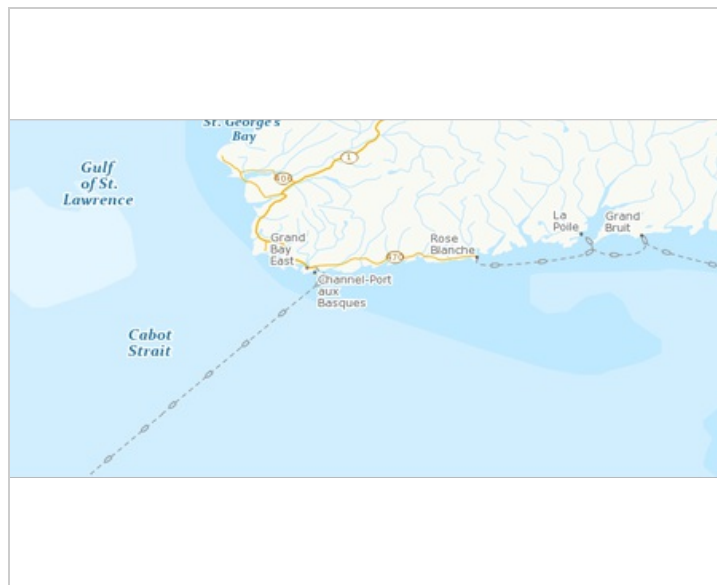 St. George's
Bay
Gulf
of St.
Lawrence
1
406
La
Poile
Grand
Bruit
Grand
Bay
East
Rose
Blanche
470
Channel-Port
aux
Basques
Cabot
Strait